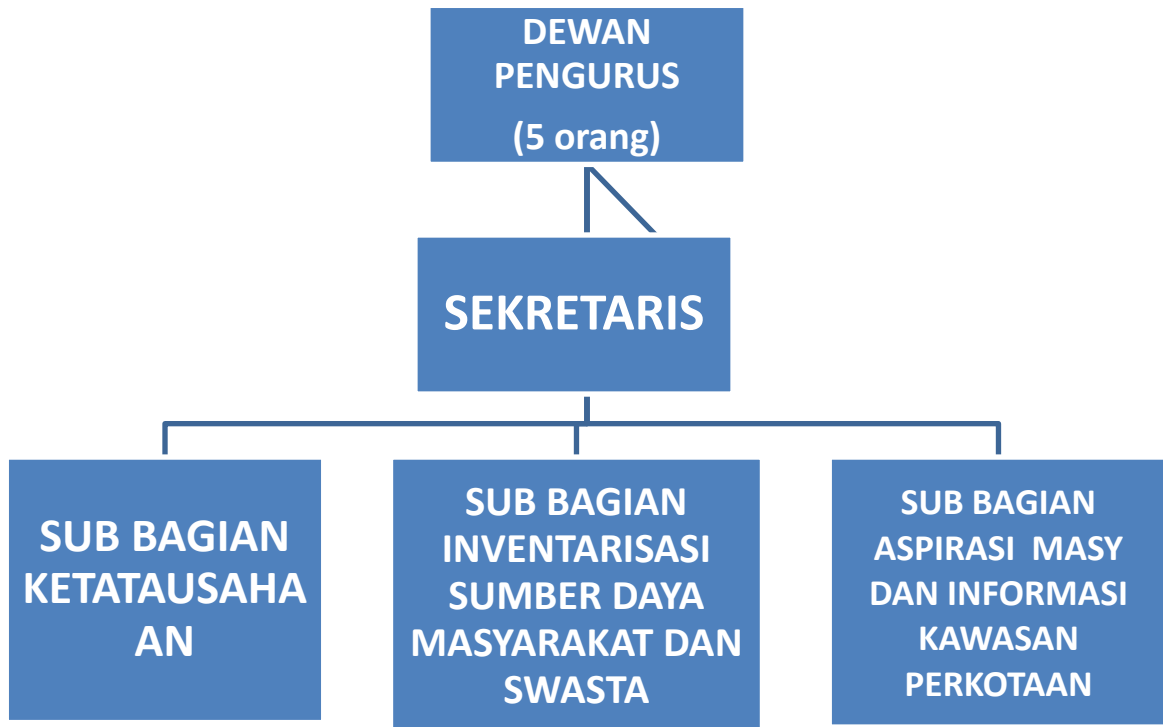 DEWAN
PENGURUS
(5 orang)
SEKRETARIS
SUB BAGIAN
KETATAUSAHA
AN
SUB BAGIAN
INVENTARISASI
SUMBER DAYA
MASYARAKAT DAN
SWASTA
SUB BAGIAN
ASPIRASI MASY
DAN INFORMASI
KAWASAN
PERKOTAAN